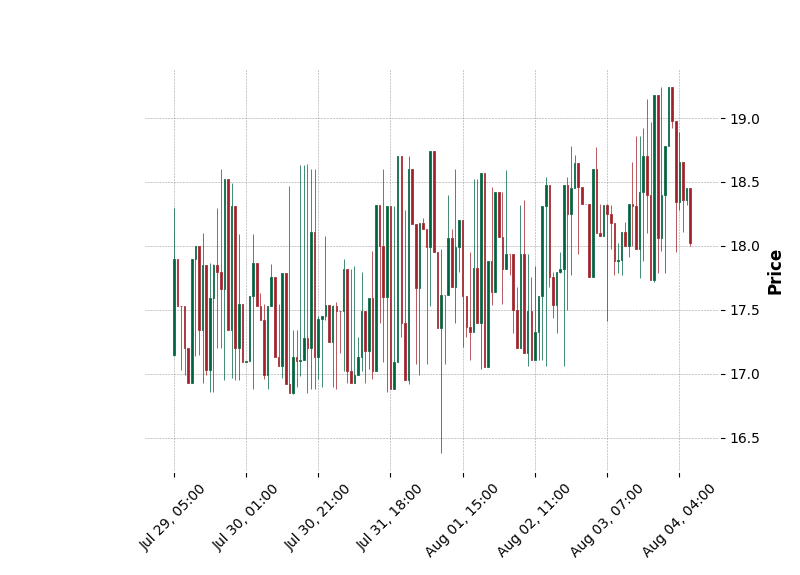 19.0
18.5
18.0
17.5
17.0
16.5
Price
Jul 29, 05:00
Jul 30, 01:00
Jul 30, 21:00
Jul 31, 18:00
Aug 01, 15:00
Aug 02, 11:00
Aug 03, 07:00
Aug 04, 04:00